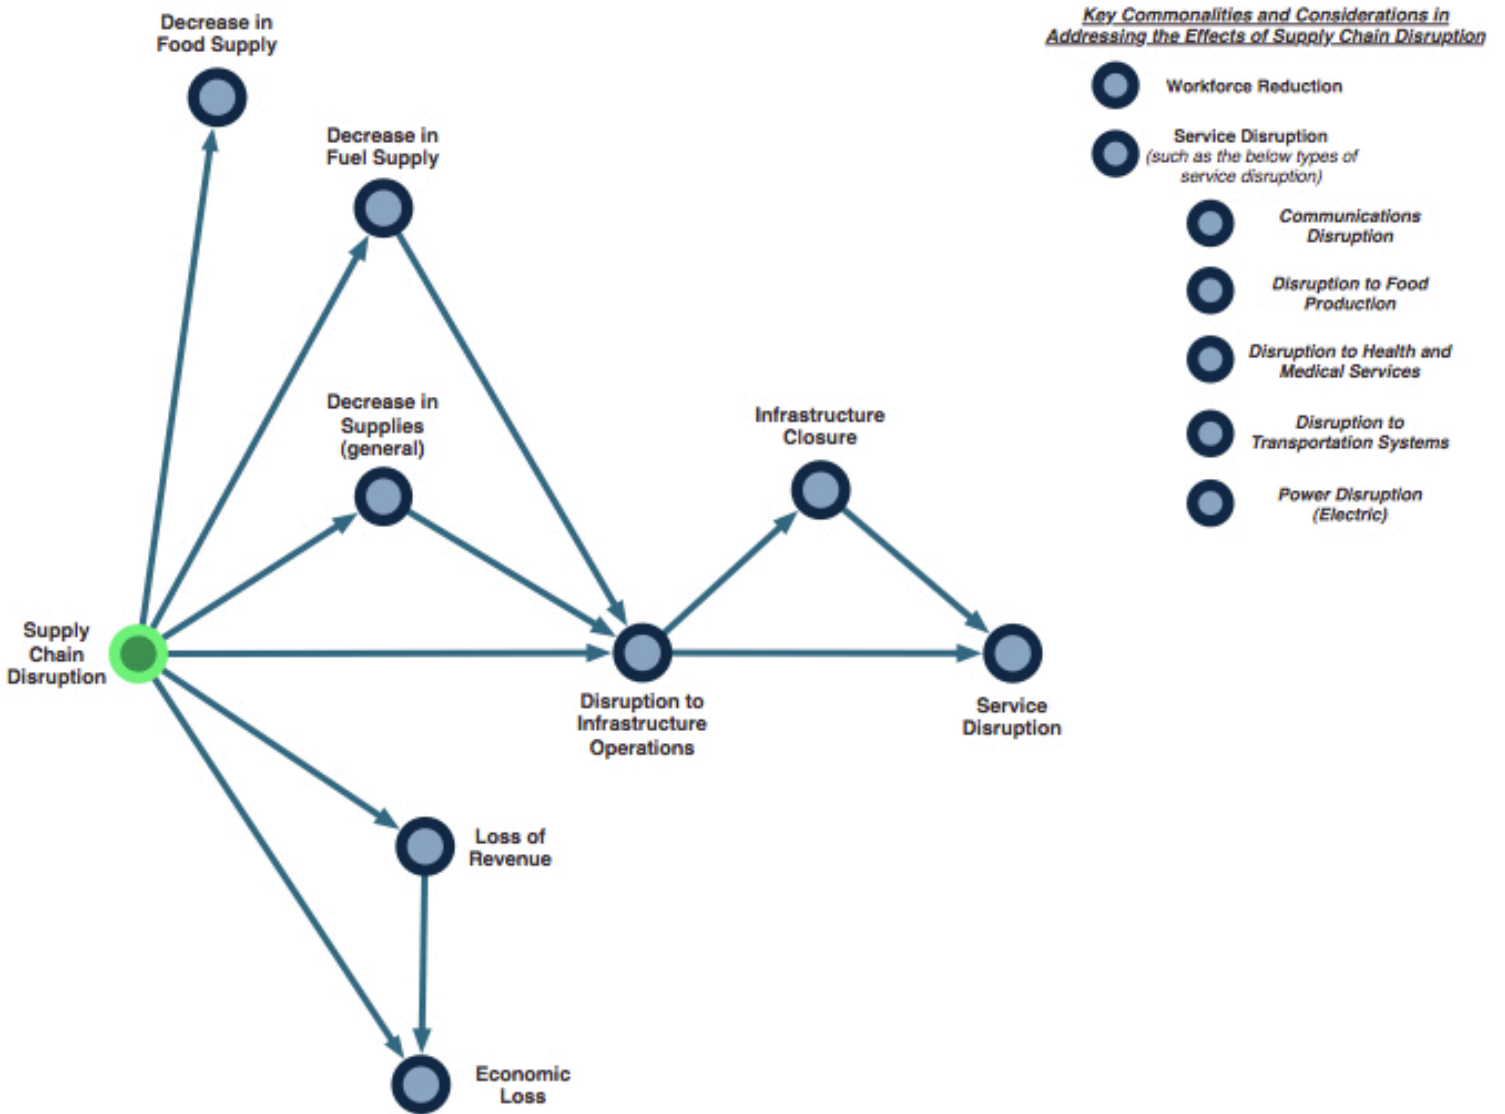 Decrease in
Food Supply
Decrease in
Fuel Supply
Decrease in
Supplies
(general)
Infrastructure
Closure
Supply
Chain
Disruption
Disruption to
Infrastructure
Operations
Service
Disruption
Loss of
Revenue
Economic
Loss
Key Commonalities and Considerations in
Addressing the Effects of Supply Chain Disruption
Workforce Reduction
Service Disruption
(such as the below types of
service disruption)
Communications
Disruption
Disruption to Food
Production
Disruption to Health and
Medical Services
Disruption to
Transportation Systems
Power Disruption
(Electric)